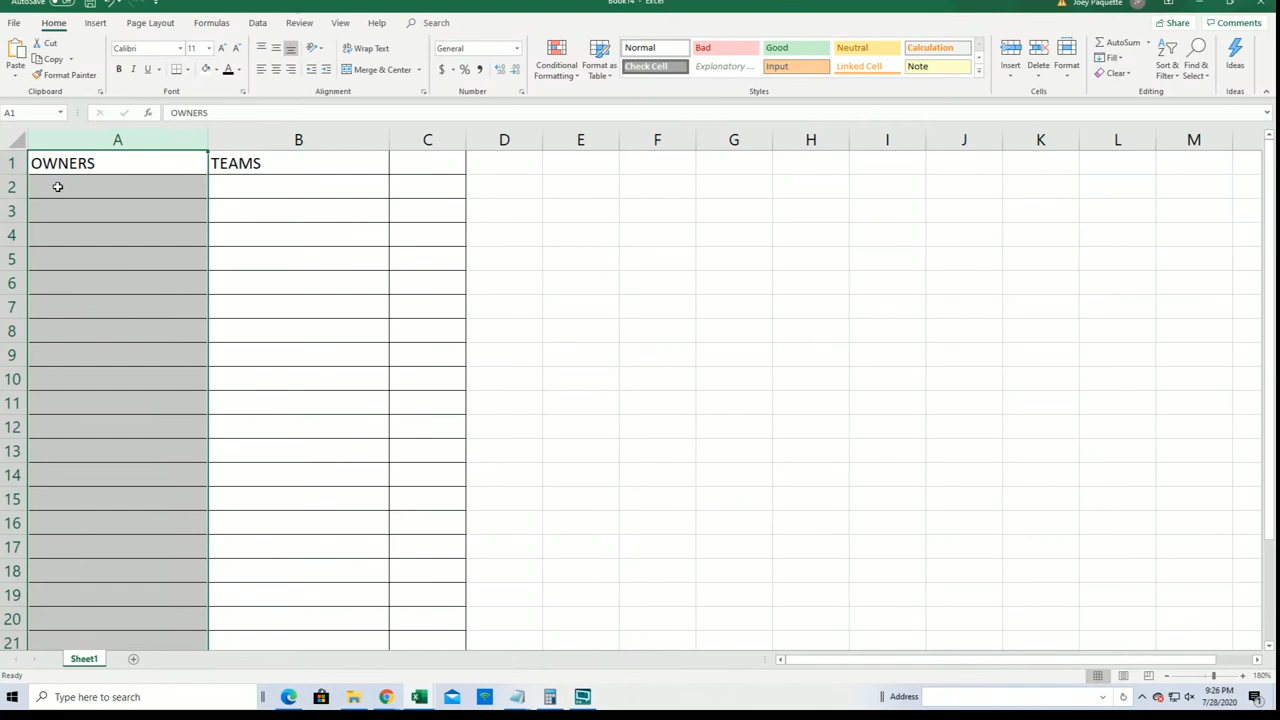 AutoSave Off Book14 - Excel Joey Paquette JP
File Home Insert Page Layout Formulas Data Review View Help Search Share Comments
Paste Cut Copy Format Painter Clipboard
Calibri 11 A A B I U A Font
Wrap Text Merge & Center Alignment
General $ % , Number
Conditional Formatting Format as Table
Normal Bad Good Neutral Calculation
Check Cell Explanatory ... Input Linked Cell Note
Styles
Insert Delete Format Cells
AutoSum Fill Clear Sort & Filter Find & Select Editing
Ideas Ideas
A1 fx OWNERS
A B C D E F G H I J K L M
1 OWNERS TEAMS
2
3
4
5
6
7
8
9
10
11
12
13
14
15
16
17
18
19
20
21
Sheet1
Ready 180%
Type here to search Address 9:26 PM
7/28/2020